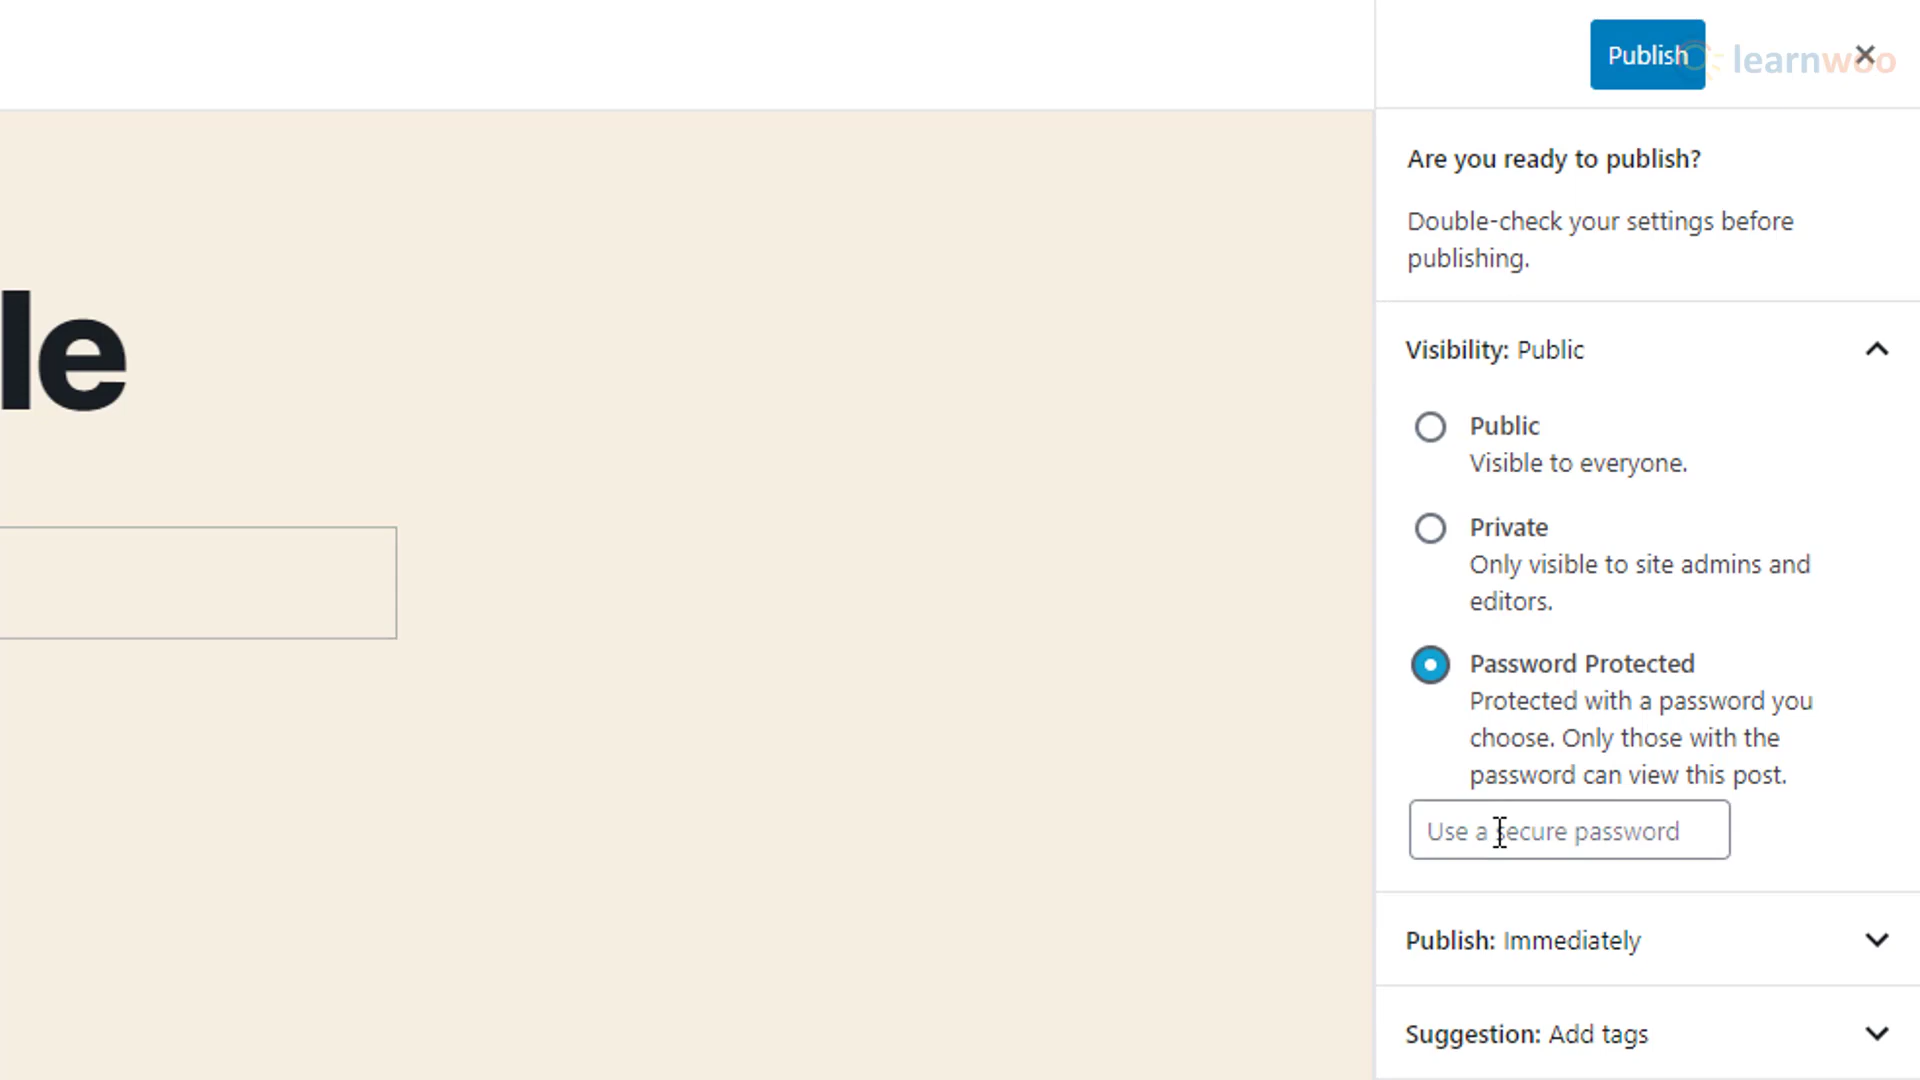 Publish
learnwoo
Are you ready to publish?
Double-check your settings before
publishing.
le
Visibility: Public
Public
Visible to everyone.
Private
Only visible to site admins and
editors.
Password Protected
Protected with a password you
choose. Only those with the
password can view this post.
Use a secure password
Publish: Immediately
Suggestion: Add tags